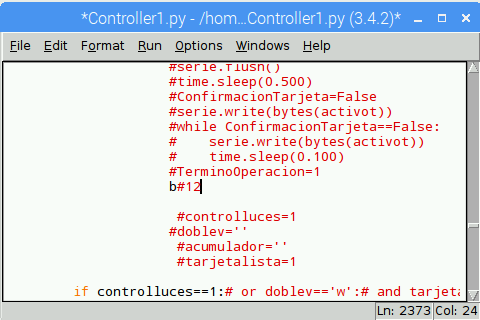 *Controller1.py - /hom...Controller1.py (3.4.2)*
File Edit Format Run Options Windows Help
#serie.flush()
#time.sleep(0.500)
#ConfirmacionTarjeta=False
#serie.write(bytes(activot))
#while ConfirmacionTarjeta==False:
#    serie.write(bytes(activot))
#    time.sleep(0.100)
#TerminoOperacion=1
b#12
#controlluces=1
#doblev=''
#acumulador=''
#tarjetalista=1
if controlluces==1:# or doblev=='w':# and tarjeta
Ln: 2373 Col: 24